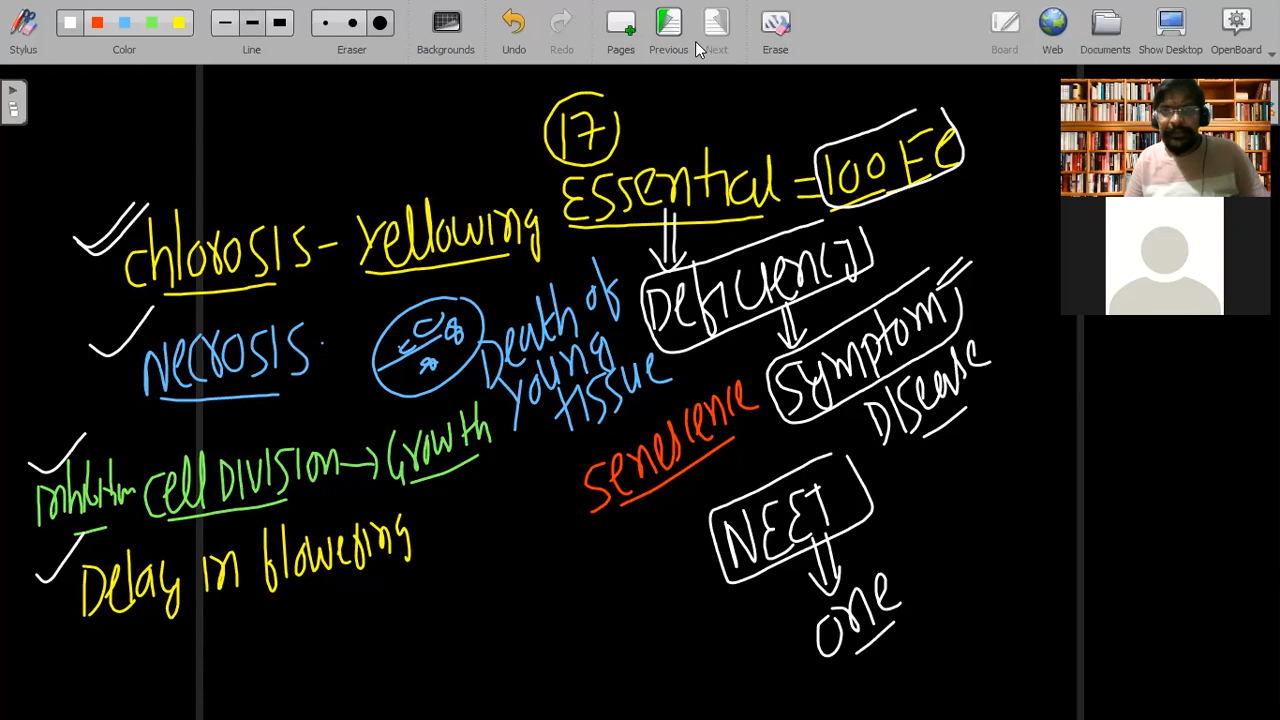 Stylus
Color
Line
Eraser
Backgrounds
Undo
Redo
Pages
Previous
Next
Erase
Board
Web
Documents
Show Desktop
OpenBoard
17
Essential = 100 FC
Chlorosis - Yellowing
Deficiency
Necrosis
Death of
young
tissue
Symptom
Disease
Senescence
Inhibition cell Division → Growth
NEET
Delay in flowering
one